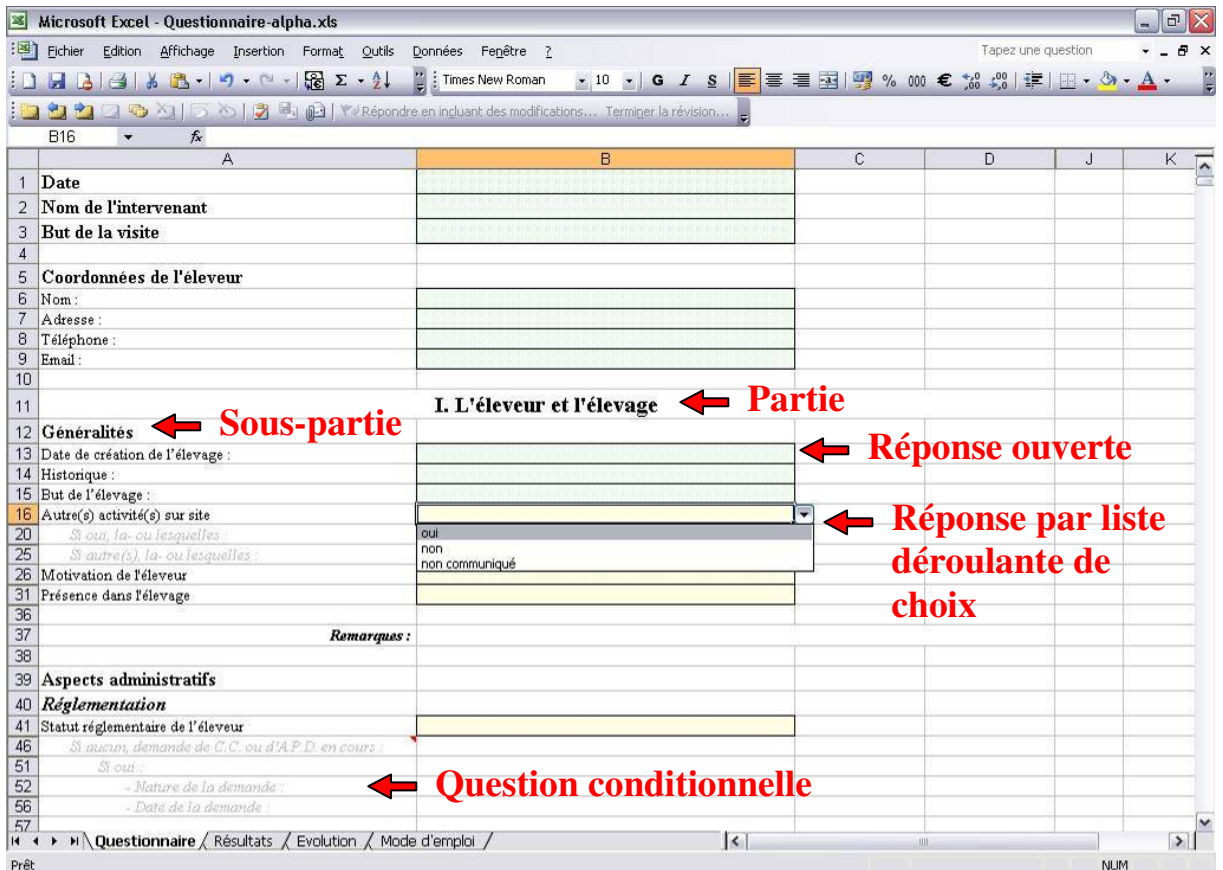 Microsoft Excel - Questionnaire-alpha.xls
Fichier Edition Affichage Insertion Format Outils Données Fenêtre ? Tapez une question
Times New Roman 10 G I S % 000 €
Répondre en incluant des modifications... Terminer la révision...
B16 fx
A B C D J K
1 Date
2 Nom de l'intervenant
3 But de la visite
4
5 Coordonnées de l'éleveur
6 Nom :
7 Adresse :
8 Téléphone :
9 Email :
10
11 I. L'éleveur et l'élevage Partie
12 Généralités Sous-partie
13 Date de création de l'élevage : Réponse ouverte
14 Historique :
15 But de l'élevage :
16 Autre(s) activité(s) sur site Réponse par liste
20 Si oui, la- ou lesquelles : oui
25 Si autre(s), la- ou lesquelles : non déroulante de
non communiqué
26 Motivation de l'éleveur
31 Présence dans l'élevage choix
36
37 Remarques :
38
39 Aspects administratifs
40 Réglementation
41 Statut réglementaire de l'éleveur
46 Si aucun, demande de C.C. ou d'A.P.D. en cours :
51 Si oui :
52 - Nature de la demande : Question conditionnelle
56 - Date de la demande :
57
Questionnaire / Résultats / Evolution / Mode d'emploi /
Prêt NUM